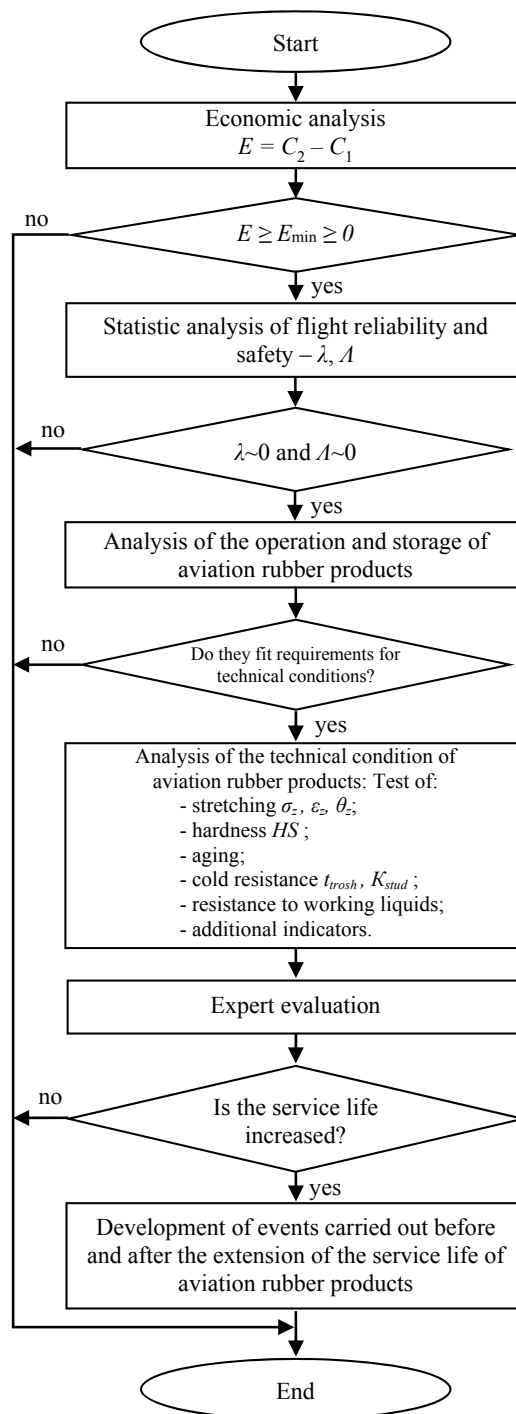 Start
Economic analysis
E = C₂ – C₁
no
E ≥ Emin ≥ 0
yes
Statistic analysis of flight reliability and
safety – λ, Λ
no
λ~0 and Λ~0
yes
Analysis of the operation and storage of
aviation rubber products
no
Do they fit requirements for
technical conditions?
yes
Analysis of the technical condition of
aviation rubber products: Test of:
- stretching σz , εz, θz;
- hardness HS ;
- aging;
- cold resistance ttrosh , Kstud ;
- resistance to working liquids;
- additional indicators.
Expert evaluation
no
Is the service life
increased?
yes
Development of events carried out before
and after the extension of the service life of
aviation rubber products
End